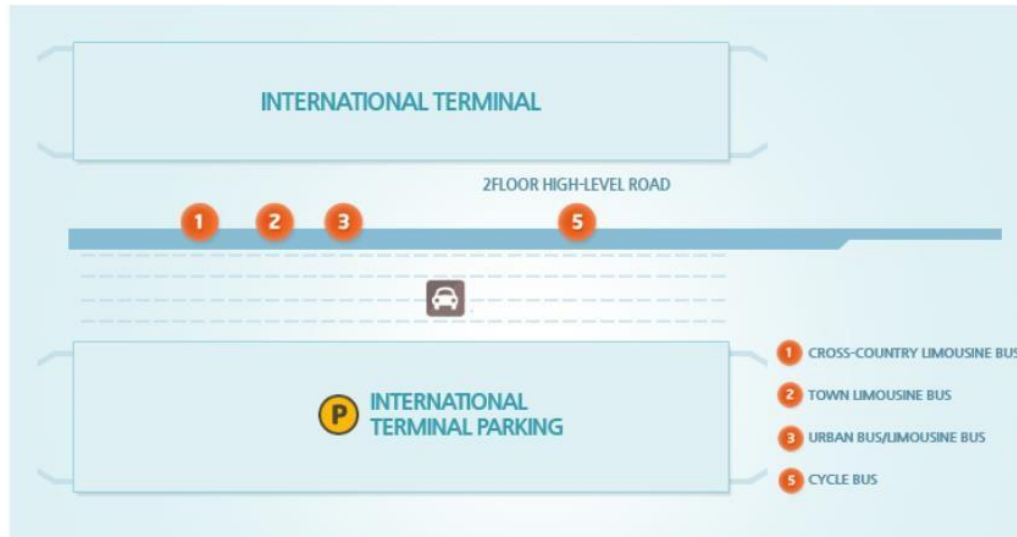 INTERNATIONAL TERMINAL
2FLOOR HIGH-LEVEL ROAD
1
2
3
5
P
INTERNATIONAL
TERMINAL PARKING
1 CROSS-COUNTRY LIMOUSINE BUS
2 TOWN LIMOUSINE BUS
3 URBAN BUS/LIMOUSINE BUS
5 CYCLE BUS